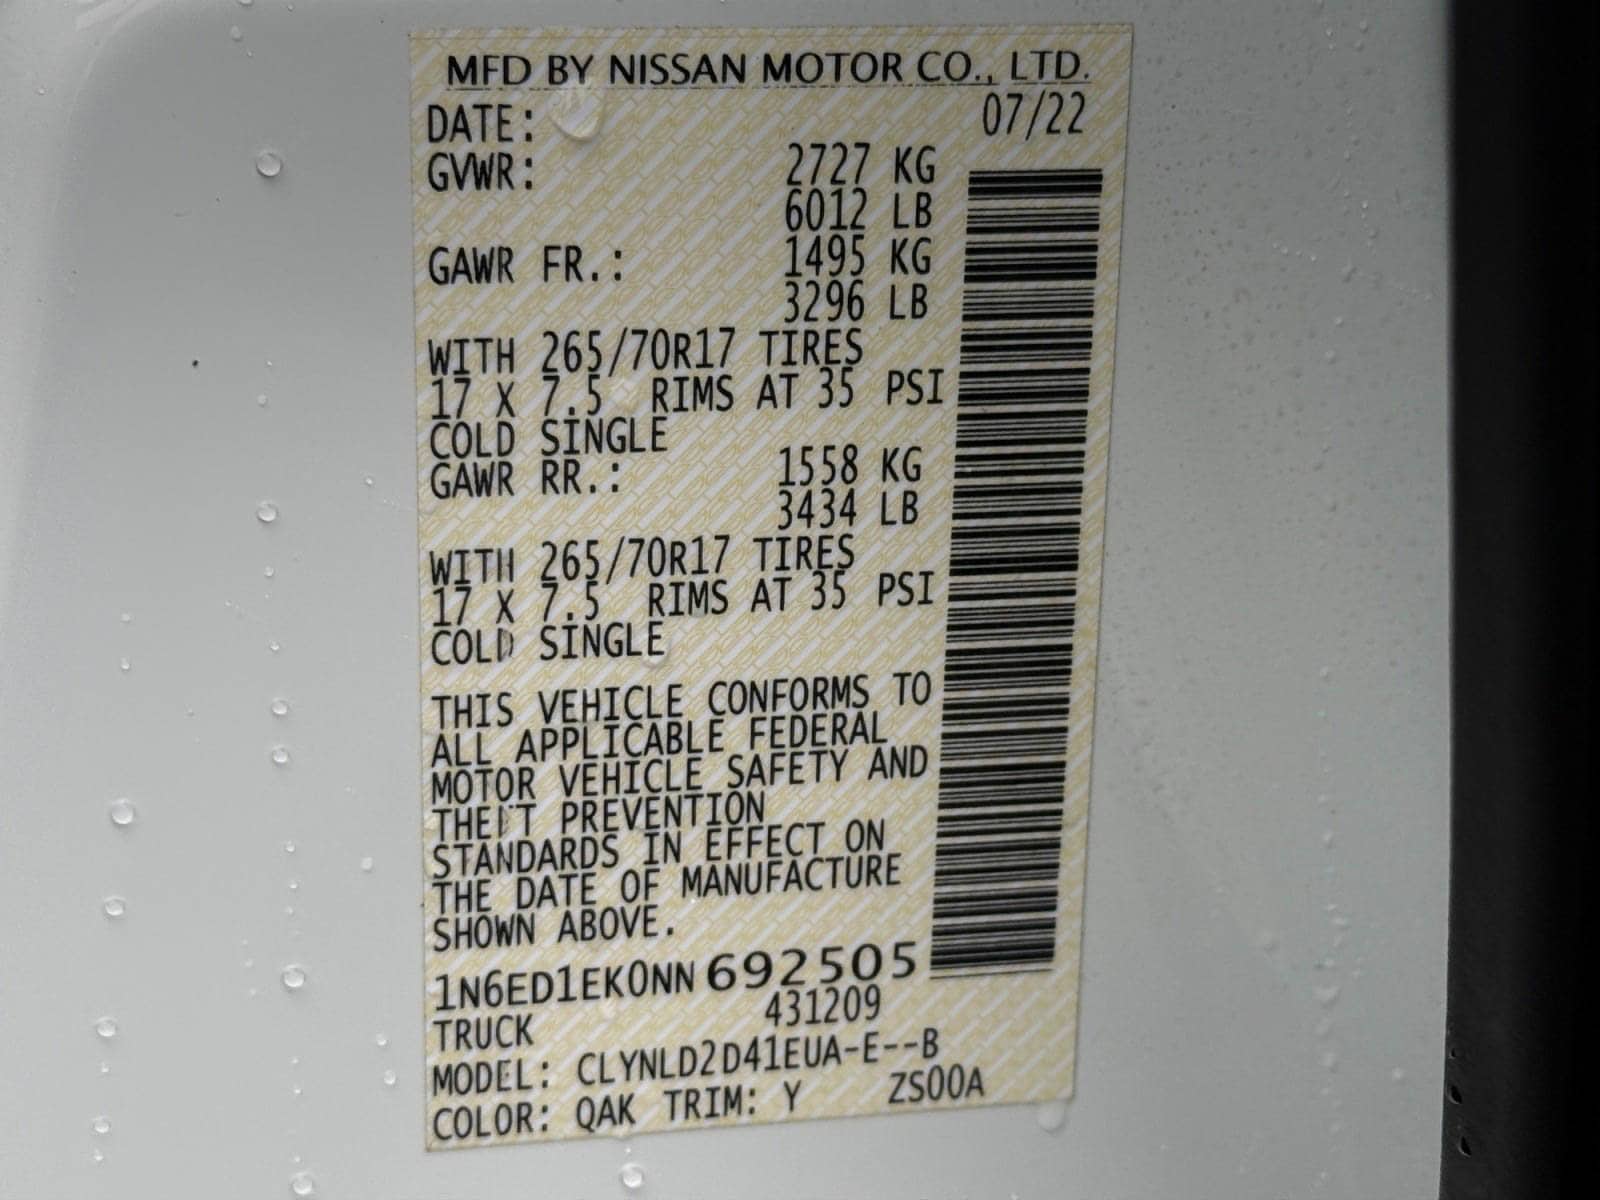 MFD BY NISSAN MOTOR CO., LTD.
DATE: 07/22
GVWR: 2727 KG
6012 LB
GAWR FR.: 1495 KG
3296 LB
WITH 265/70R17 TIRES
17 X 7.5 RIMS AT 35 PSI
COLD SINGLE
GAWR RR.: 1558 KG
3434 LB
WITH 265/70R17 TIRES
17 X 7.5 RIMS AT 35 PSI
COLD SINGLE
THIS VEHICLE CONFORMS TO
ALL APPLICABLE FEDERAL
MOTOR VEHICLE SAFETY AND
THEFT PREVENTION
STANDARDS IN EFFECT ON
THE DATE OF MANUFACTURE
SHOWN ABOVE.
1N6ED1EK0NN692505
TRUCK 431209
MODEL: CLYNLD2D41EUA-E--B
COLOR: QAK TRIM: Y ZS00A